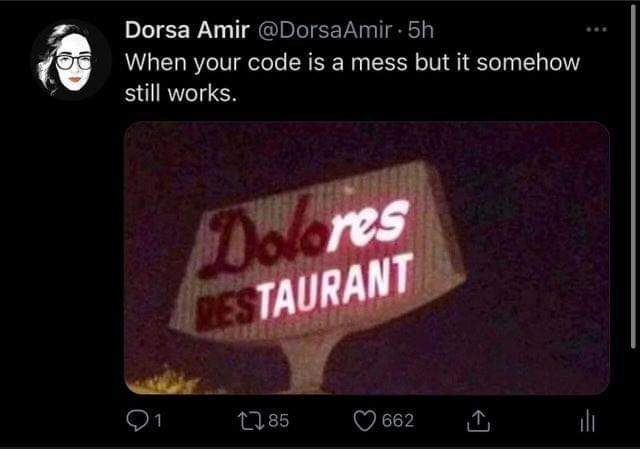 Dorsa Amir @DorsaAmir · 5h
When your code is a mess but it somehow
still works.
Dolores
RESTAURANT
1 85 662